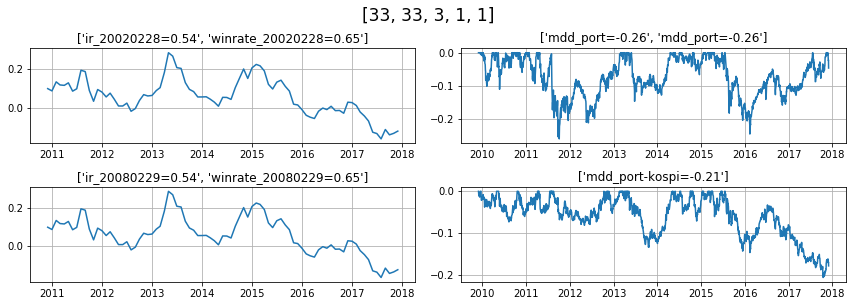 [33, 33, 3, 1, 1]
['ir_20020228=0.54', 'winrate_20020228=0.65']
0.2
0.0
2011 2012 2013 2014 2015 2016 2017 2018
['mdd_port=-0.26', 'mdd_port=-0.26']
0.0
−0.1
−0.2
2010 2011 2012 2013 2014 2015 2016 2017 2018
['ir_20080229=0.54', 'winrate_20080229=0.65']
0.2
0.0
2011 2012 2013 2014 2015 2016 2017 2018
['mdd_port-kospi=-0.21']
0.0
−0.1
−0.2
2010 2011 2012 2013 2014 2015 2016 2017 2018